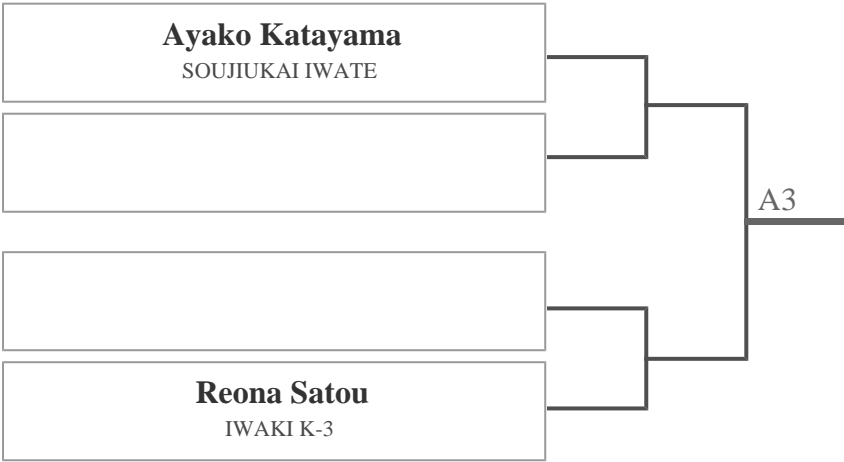 Ayako Katayama
SOUJIUKAI IWATE
A3
Reona Satou
IWAKI K-3